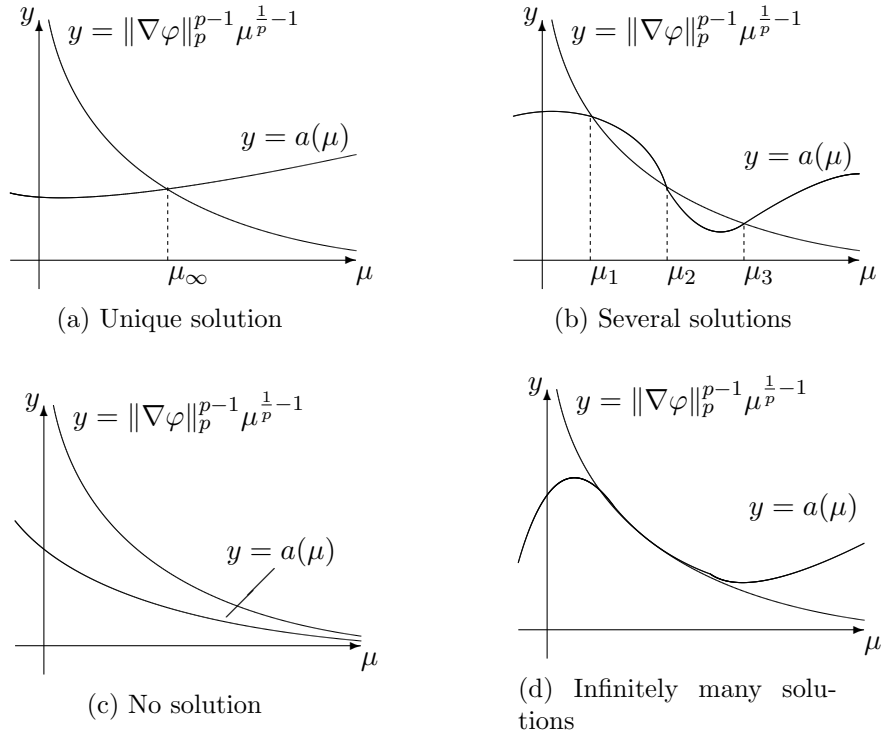 y
y = ‖∇φ‖_p^{p−1} μ^{1/p −1}
y = a(μ)
μ_∞
μ
(a) Unique solution
y
y = ‖∇φ‖_p^{p−1} μ^{1/p −1}
y = a(μ)
μ_1
μ_2
μ_3
μ
(b) Several solutions
y
y = ‖∇φ‖_p^{p−1} μ^{1/p −1}
y = a(μ)
μ
(c) No solution
y
y = ‖∇φ‖_p^{p−1} μ^{1/p −1}
y = a(μ)
μ
(d) Infinitely many solu-
tions